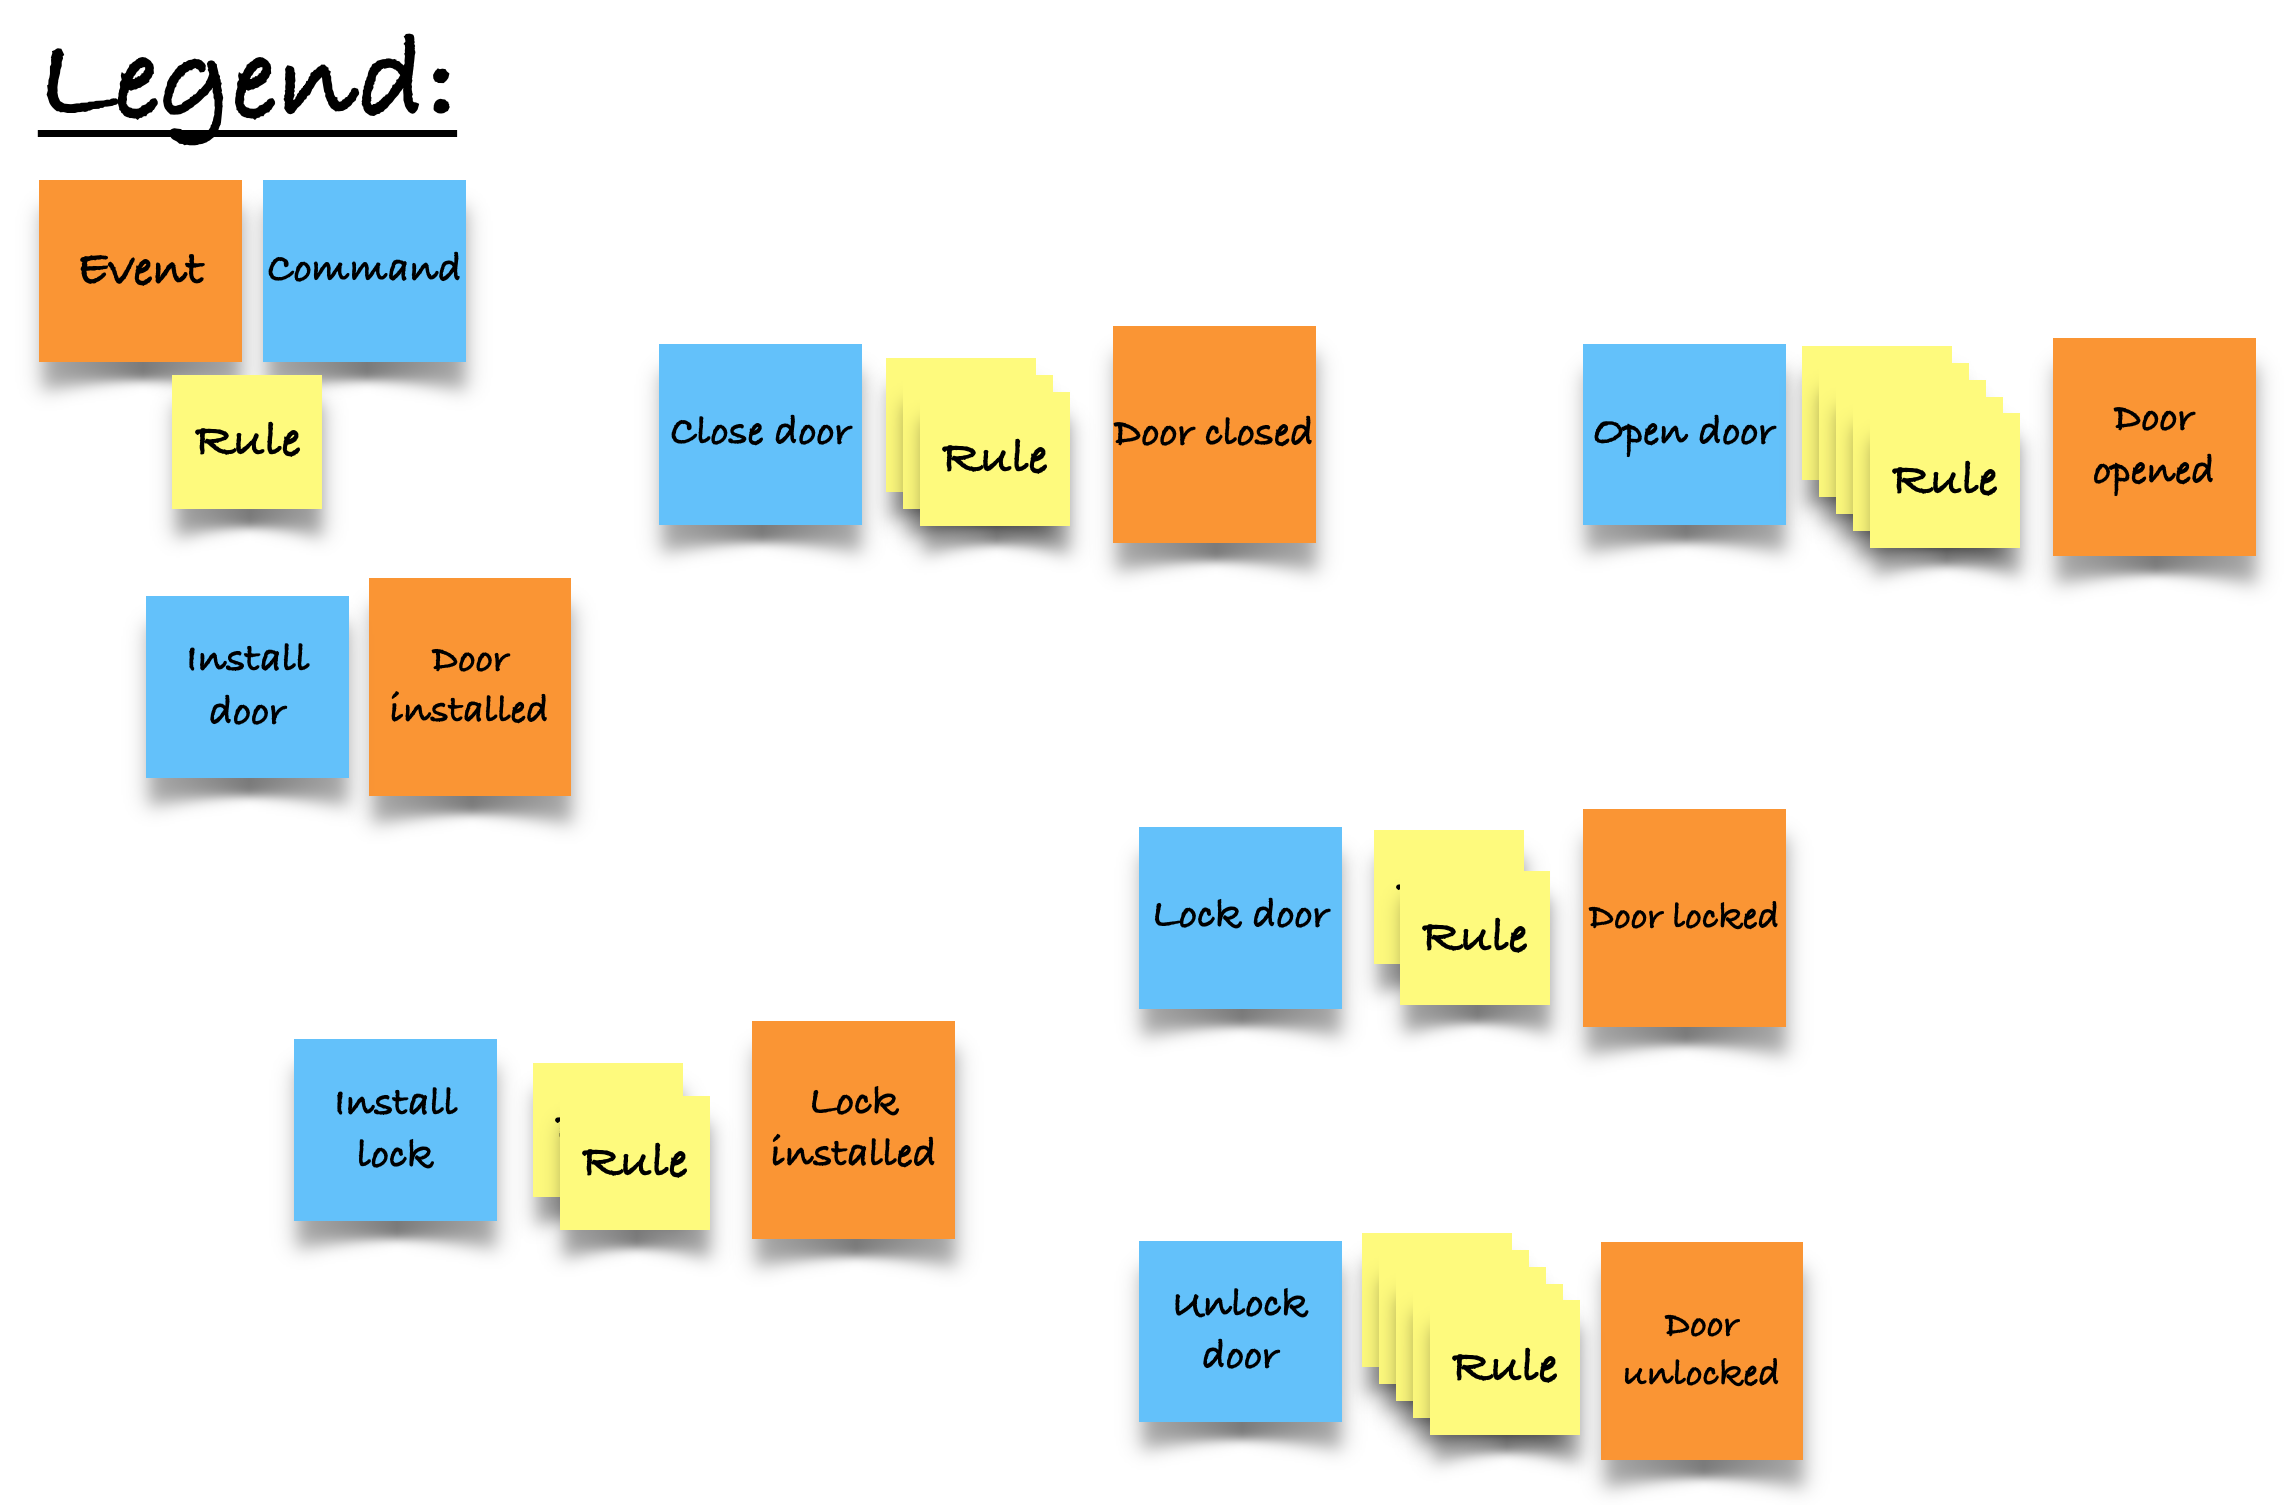 Legend:
Event
Command
Rule
Close door
Rule
Door closed
Open door
Rule
Door
opened
Install
door
Door
installed
Lock door
Rule
Door locked
Install
lock
Rule
Lock
installed
Unlock
door
Rule
Door
unlocked